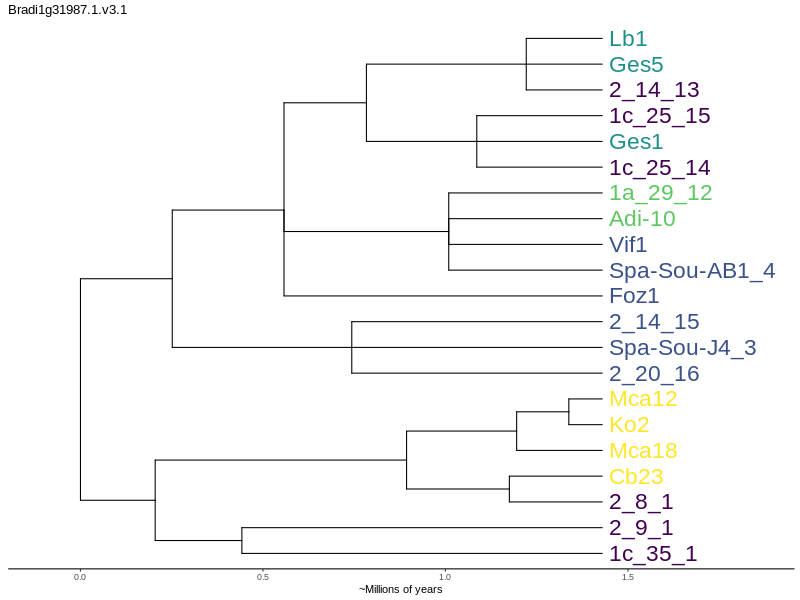 Bradi1g31987.1.v3.1
Lb1
Ges5
2_14_13
1c_25_15
Ges1
1c_25_14
1a_29_12
Adi-10
Vif1
Spa-Sou-AB1_4
Foz1
2_14_15
Spa-Sou-J4_3
2_20_16
Mca12
Ko2
Mca18
Cb23
2_8_1
2_9_1
1c_35_1
0.0 0.5 1.0 1.5
~Millions of years